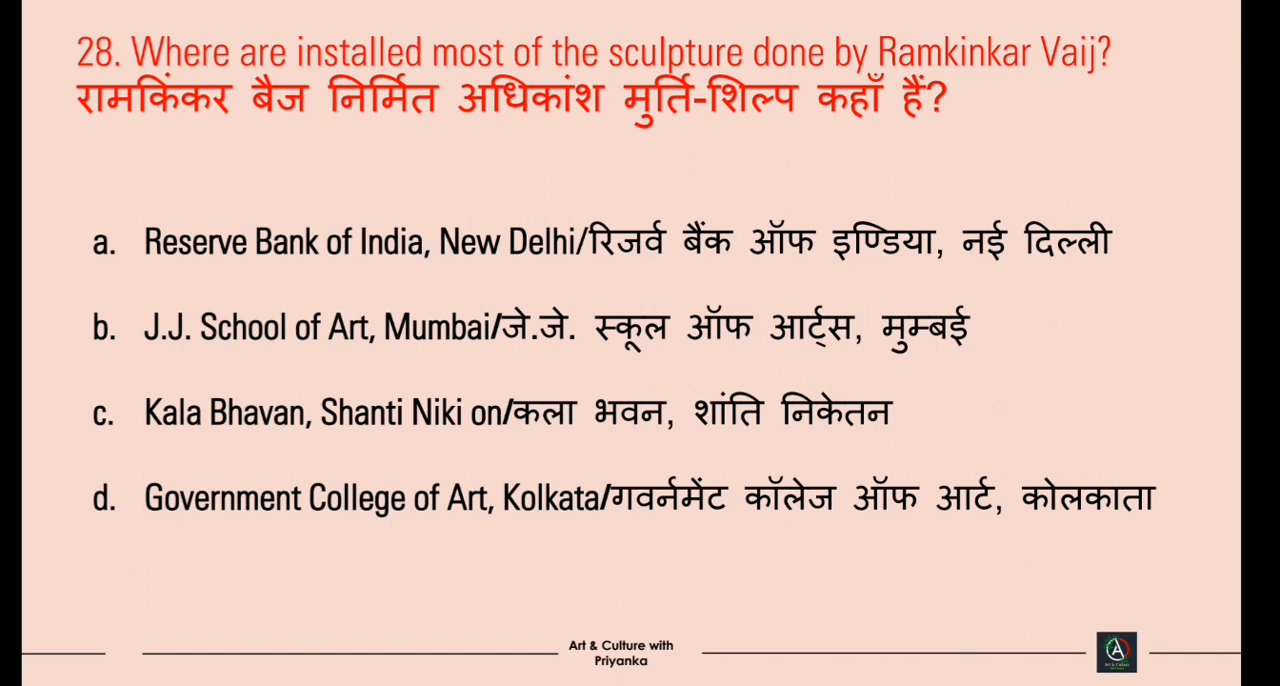 28. Where are installed most of the sculpture done by Ramkinkar Vaij?
रामकिंकर बैज निर्मित अधिकांश मुर्ति-शिल्प कहाँ हैं?
a. Reserve Bank of India, New Delhi/रिजर्व बैंक ऑफ इण्डिया, नई दिल्ली
b. J.J. School of Art, Mumbai/जे.जे. स्कूल ऑफ आर्ट्स, मुम्बई
c. Kala Bhavan, Shanti Niki on/कला भवन, शांति निकेतन
d. Government College of Art, Kolkata/गवर्नमेंट कॉलेज ऑफ आर्ट, कोलकाता
Art & Culture with
Priyanka